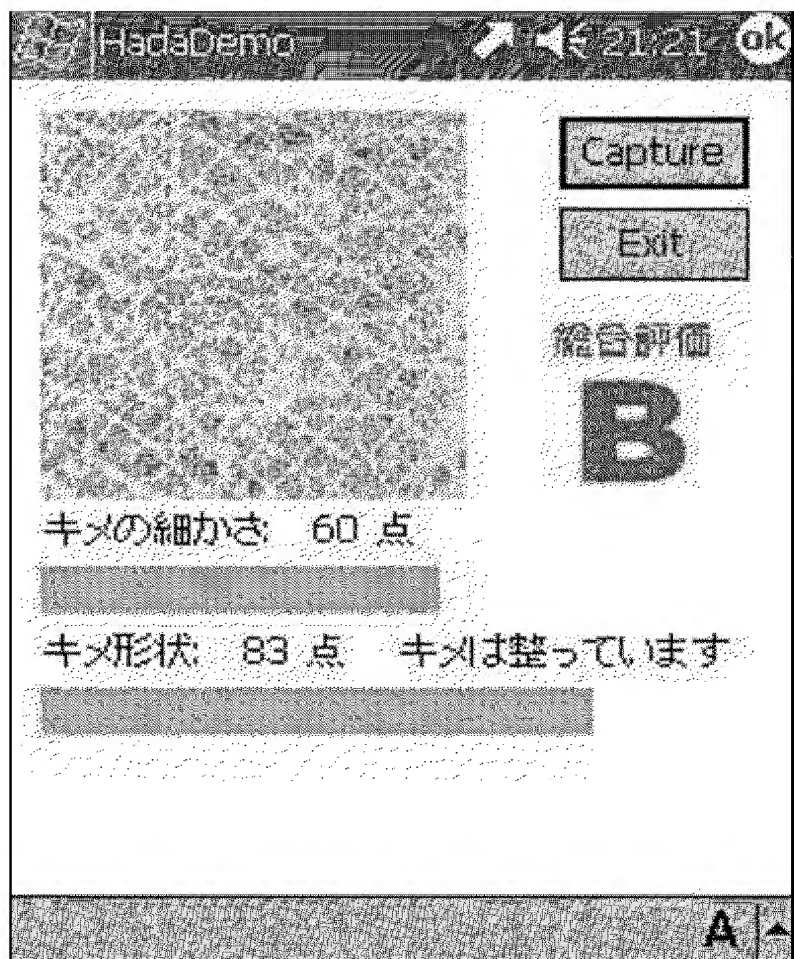 HadaDemo 21:21 ok
Capture
Exit
総合評価
B
キメの細かさ: 60 点
キメ形状: 83 点 キメは整っています
A